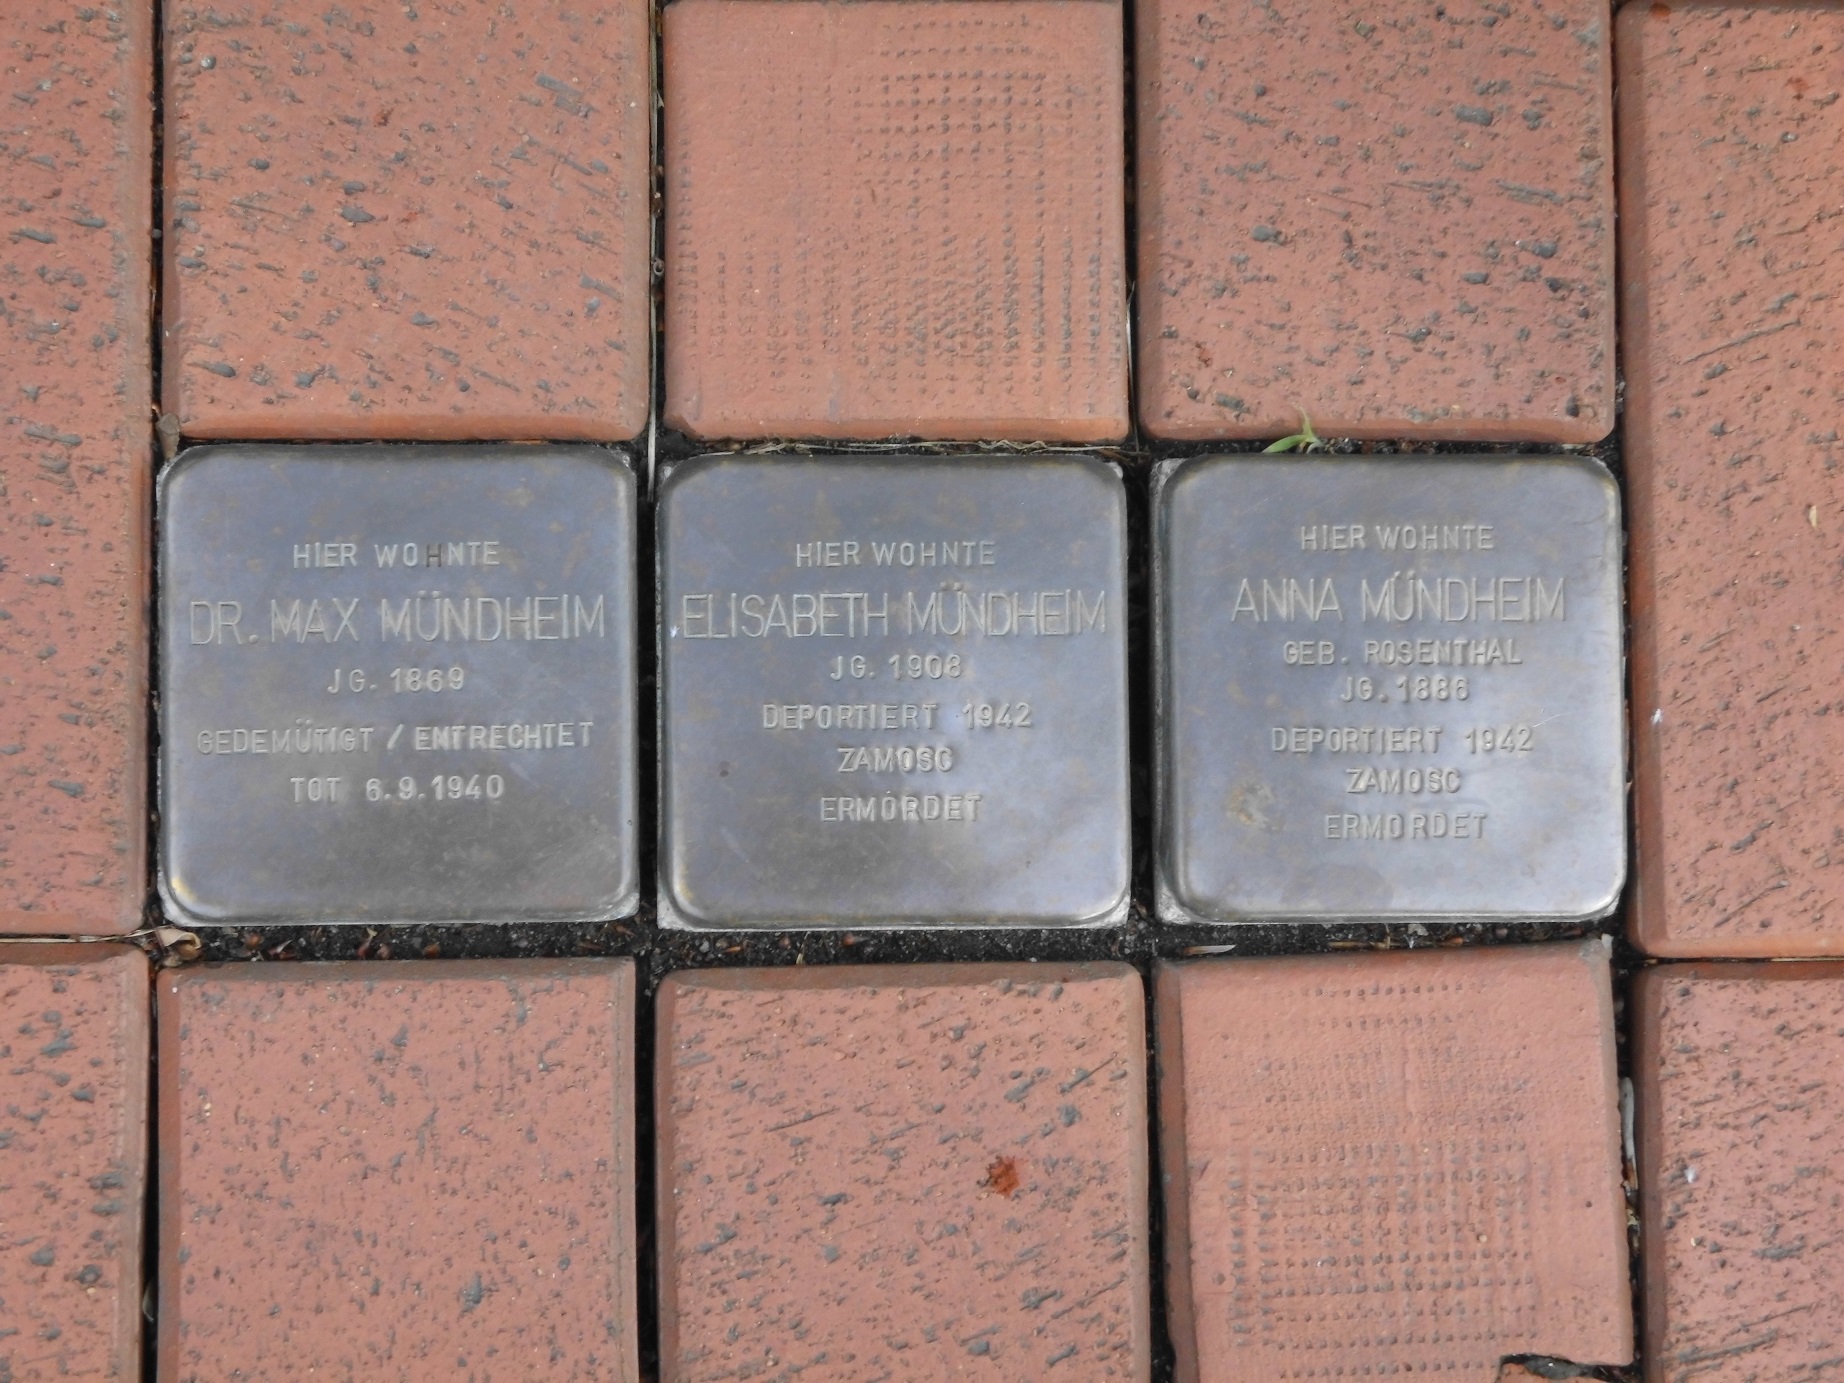 HIER WOHNTE
DR. MAX MÜNDHEIM
JG. 1869
GEDEMÜTIGT / ENTRECHTET
TOT 6.9.1940
HIER WOHNTE
ELISABETH MÜNDHEIM
JG. 1908
DEPORTIERT 1942
ZAMOSC
ERMORDET
HIER WOHNTE
ANNA MÜNDHEIM
GEB. ROSENTHAL
JG. 1886
DEPORTIERT 1942
ZAMOSC
ERMORDET